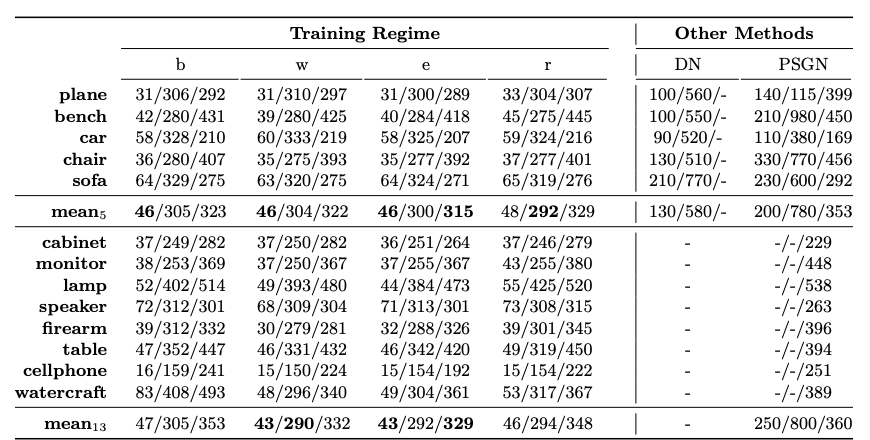 Training Regime Other Methods
b w e r DN PSGN
plane 31/306/292 31/310/297 31/300/289 33/304/307 100/560/- 140/115/399
bench 42/280/431 39/280/425 40/284/418 45/275/445 100/550/- 210/980/450
car 58/328/210 60/333/219 58/325/207 59/324/216 90/520/- 110/380/169
chair 36/280/407 35/275/393 35/277/392 37/277/401 130/510/- 330/770/456
sofa 64/329/275 63/320/275 64/324/271 65/319/276 210/770/- 230/600/292
mean₅ 46/305/323 46/304/322 46/300/315 48/292/329 130/580/- 200/780/353
cabinet 37/249/282 37/250/282 36/251/264 37/246/279 - -/-/229
monitor 38/253/369 37/250/367 37/255/367 43/255/380 - -/-/448
lamp 52/402/514 49/393/480 44/384/473 55/425/520 - -/-/538
speaker 72/312/301 68/309/304 71/313/301 73/308/315 - -/-/263
firearm 39/312/332 30/279/281 32/288/326 39/301/345 - -/-/396
table 47/352/447 46/331/432 46/342/420 49/319/450 - -/-/394
cellphone 16/159/241 15/150/224 15/154/192 15/154/222 - -/-/251
watercraft 83/408/493 48/296/340 49/304/361 53/317/367 - -/-/389
mean₁₃ 47/305/353 43/290/332 43/292/329 46/294/348 - 250/800/360